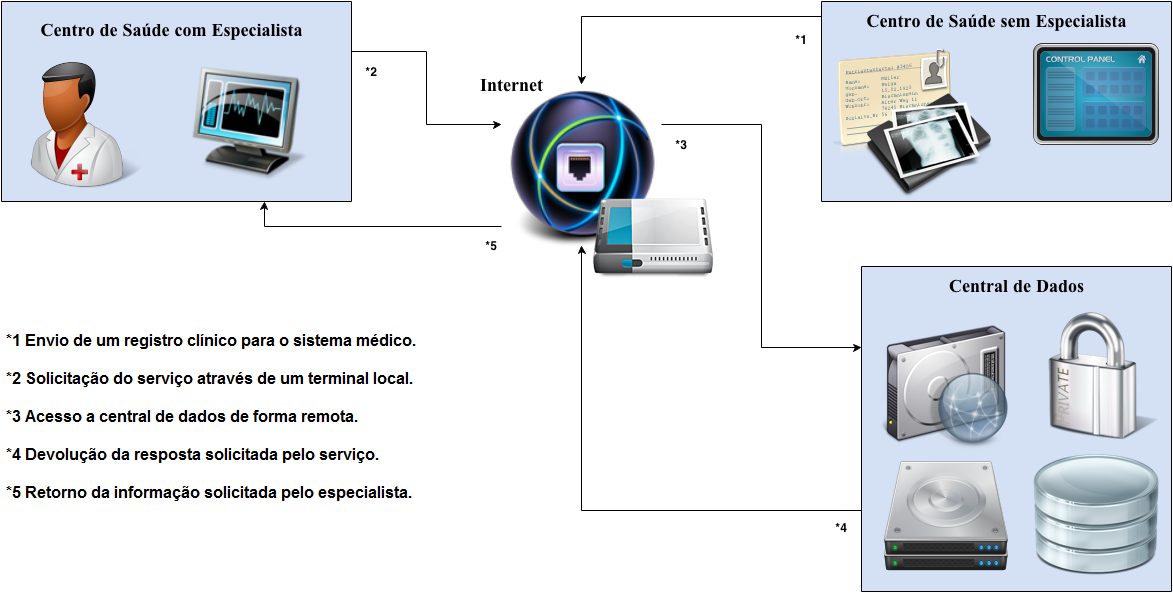 Centro de Saúde com Especialista
*2
Internet
*1
Centro de Saúde sem Especialista
CONTROL PANEL
*3
*5
Central de Dados
PRIVATE
*4
*1 Envio de um registro clínico para o sistema médico.
*2 Solicitação do serviço através de um terminal local.
*3 Acesso a central de dados de forma remota.
*4 Devolução da resposta solicitada pelo serviço.
*5 Retorno da informação solicitada pelo especialista.